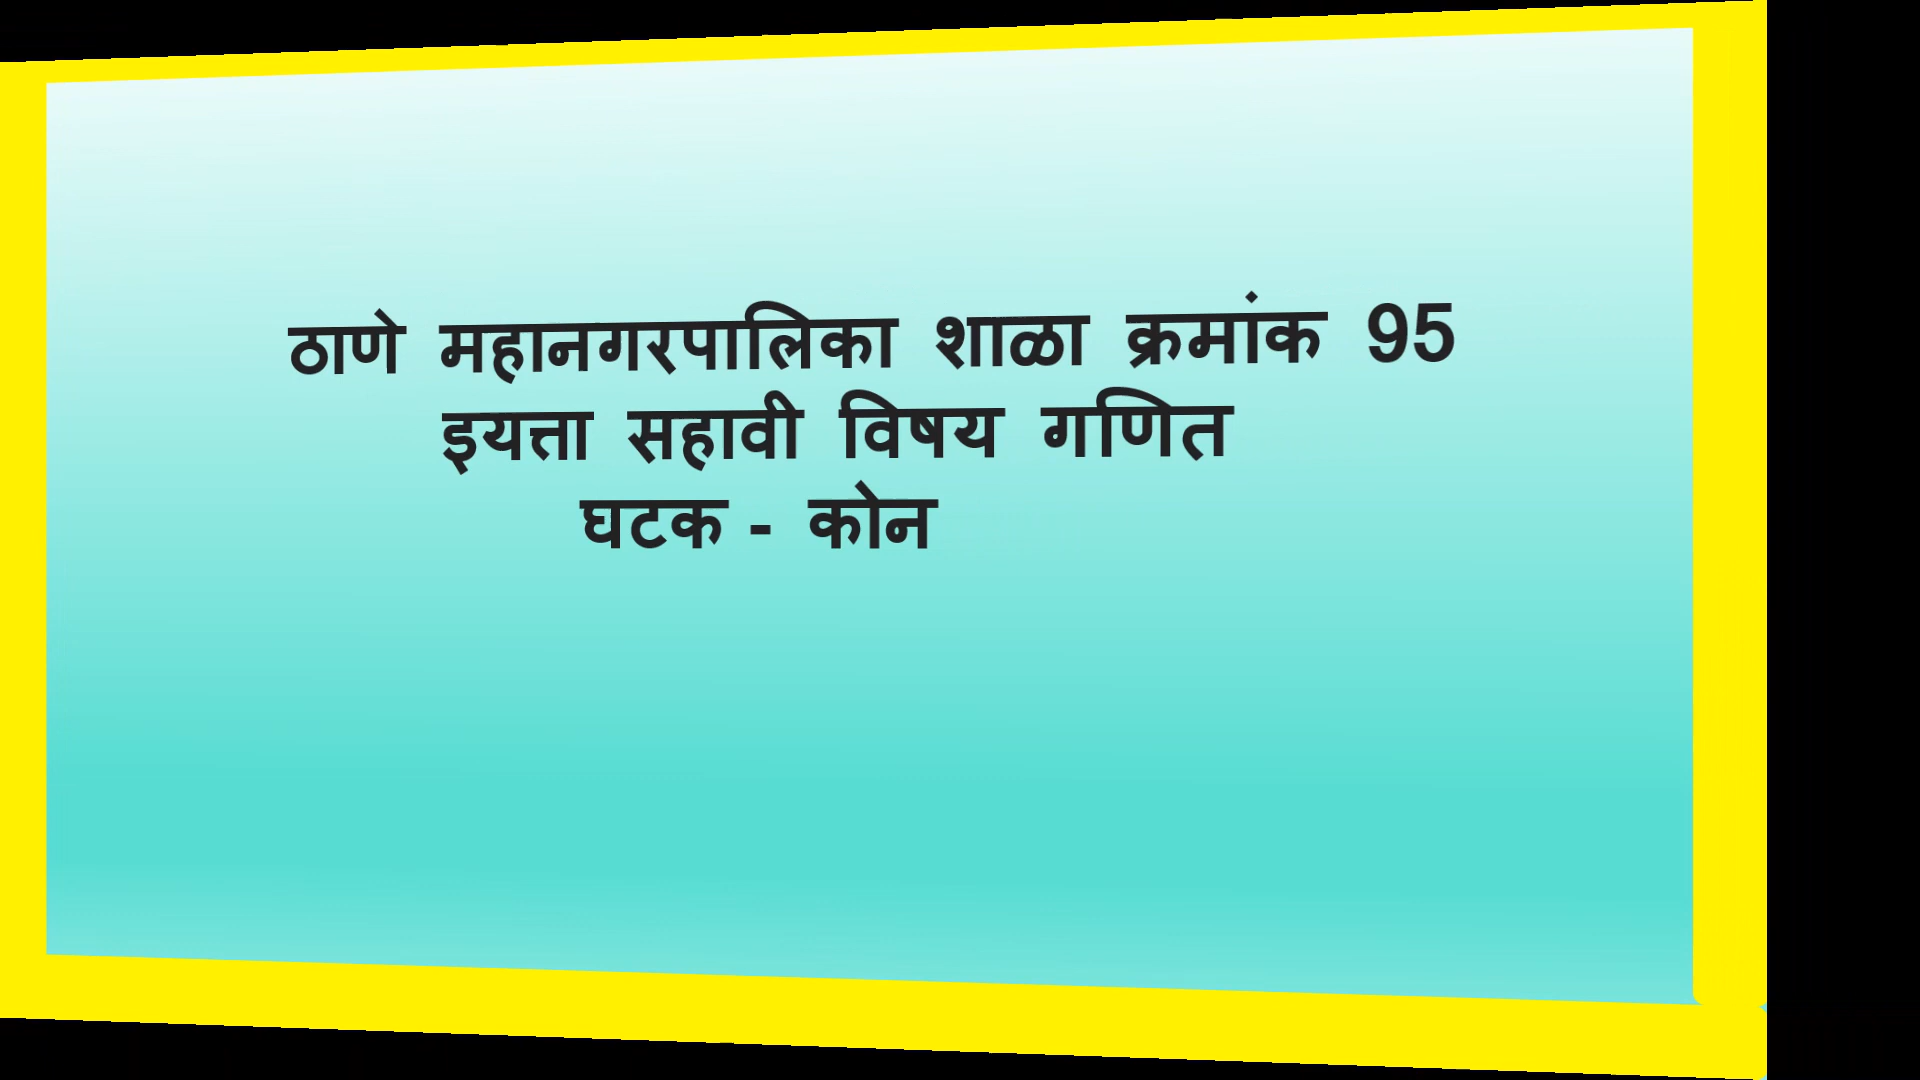 ठाणे महानगरपालिका शाळा क्रमांक 95
इयत्ता सहावी विषय गणित
घटक - कोन